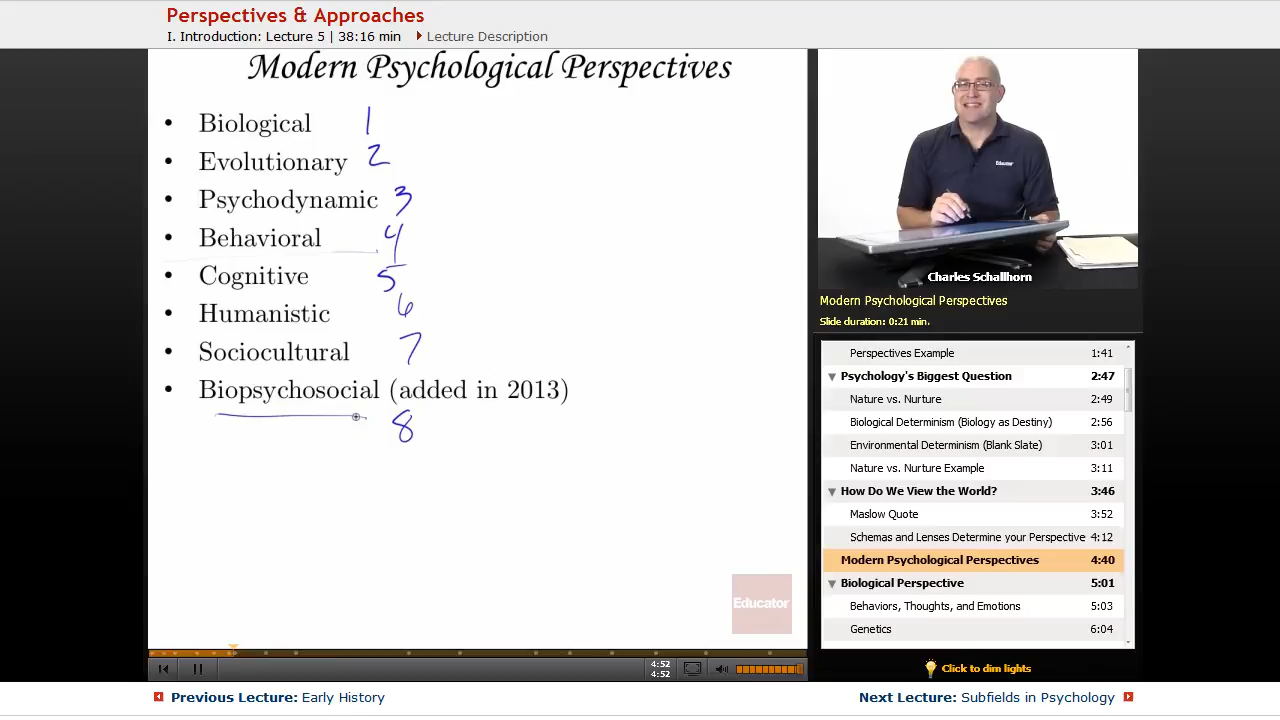 Perspectives & Approaches
I. Introduction: Lecture 5 | 38:16 min Lecture Description
Modern Psychological Perspectives
• Biological 1
• Evolutionary 2
• Psychodynamic 3
• Behavioral 4
• Cognitive 5
• Humanistic 6
• Sociocultural 7
• Biopsychosocial (added in 2013)
8
Educator
Educator
Charles Schallhorn
Modern Psychological Perspectives
Slide duration: 0:21 min.
Perspectives Example 1:41
Psychology's Biggest Question 2:47
Nature vs. Nurture 2:49
Biological Determinism (Biology as Destiny) 2:56
Environmental Determinism (Blank Slate) 3:01
Nature vs. Nurture Example 3:11
How Do We View the World? 3:46
Maslow Quote 3:52
Schemas and Lenses Determine your Perspective 4:12
Modern Psychological Perspectives 4:40
Biological Perspective 5:01
Behaviors, Thoughts, and Emotions 5:03
Genetics 6:04
4:52
4:52
Click to dim lights
Previous Lecture: Early History
Next Lecture: Subfields in Psychology